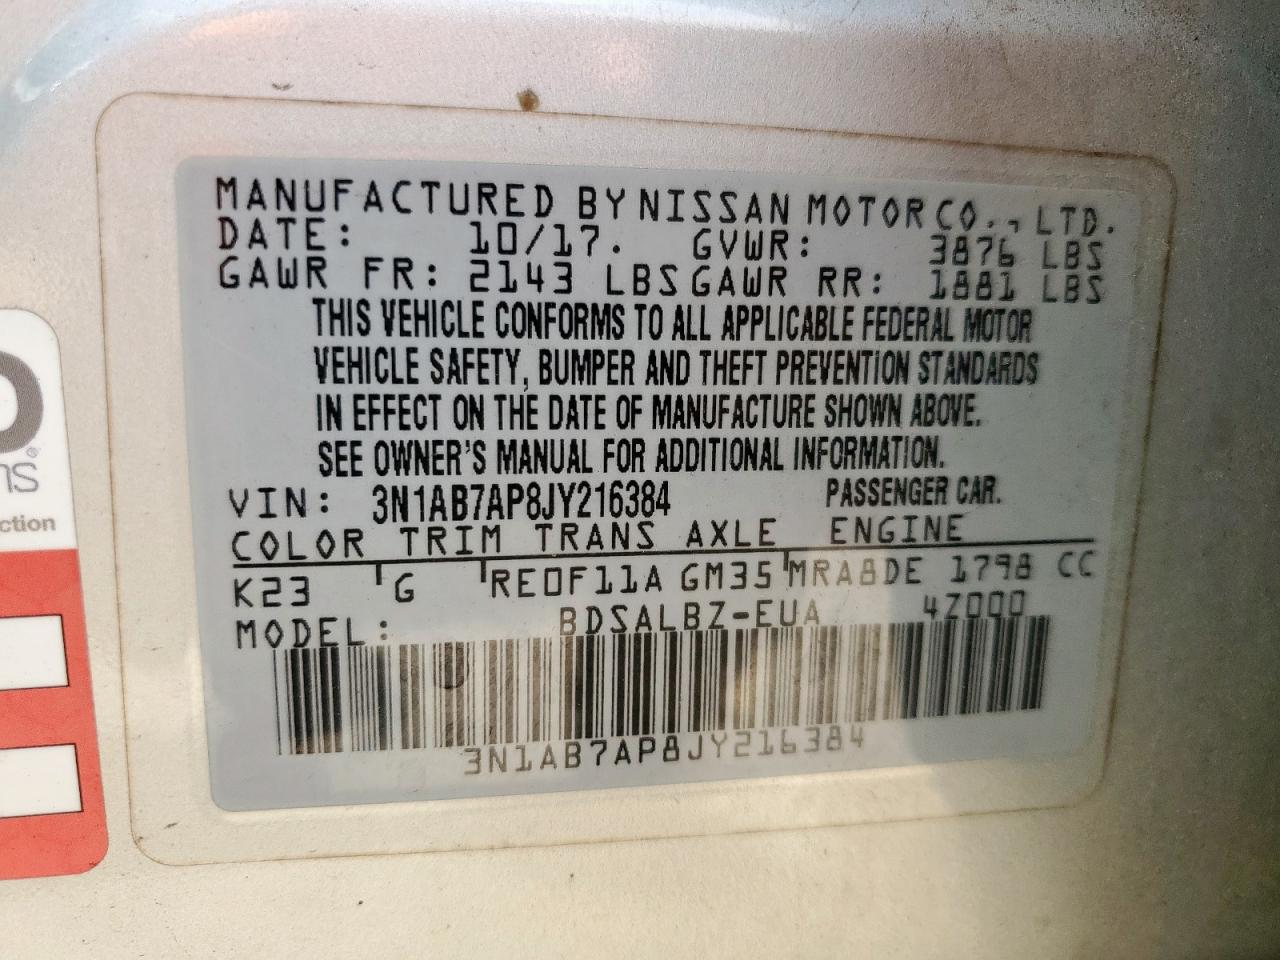 MANUFACTURED BY NISSAN MOTOR CO., LTD.
DATE: 10/17. GVWR: 3876 LBS
GAWR FR: 2143 LBS GAWR RR: 1881 LBS
THIS VEHICLE CONFORMS TO ALL APPLICABLE FEDERAL MOTOR
VEHICLE SAFETY, BUMPER AND THEFT PREVENTION STANDARDS
IN EFFECT ON THE DATE OF MANUFACTURE SHOWN ABOVE.
SEE OWNER'S MANUAL FOR ADDITIONAL INFORMATION.
VIN: 3N1AB7AP8JY216384 PASSENGER CAR.
COLOR TRIM TRANS AXLE ENGINE
K23 G RE0F11A GM35 MRA8DE 1798 CC
MODEL: BDSALBZ-EUA 4Z000
3N1AB7AP8JY216384